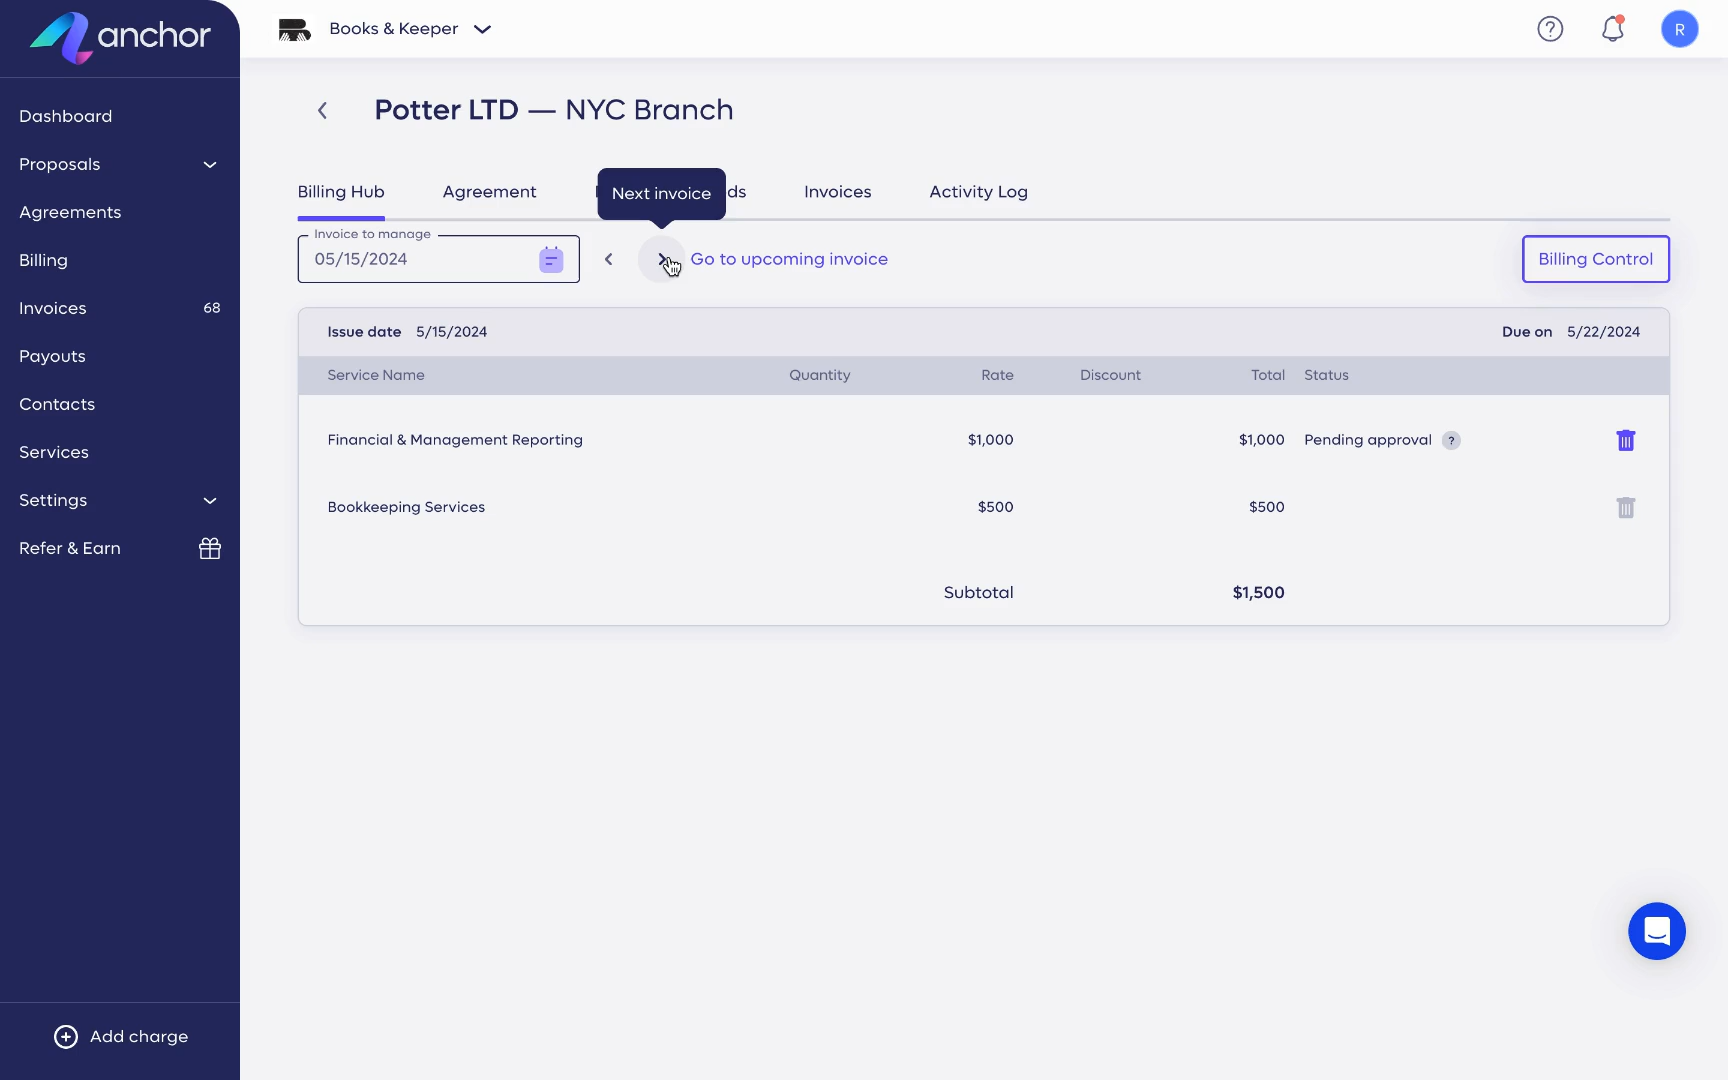 anchor
Books & Keeper
R
Dashboard
Proposals
Agreements
Billing
Invoices 68
Payouts
Contacts
Services
Settings
Refer & Earn
Add charge
Potter LTD — NYC Branch
Billing Hub Agreement ds Invoices Activity Log
Next invoice
Invoice to manage
05/15/2024
Go to upcoming invoice
Billing Control
Issue date 5/15/2024 Due on 5/22/2024
Service Name Quantity Rate Discount Total Status
Financial & Management Reporting $1,000 $1,000 Pending approval ?
Bookkeeping Services $500 $500
Subtotal $1,500